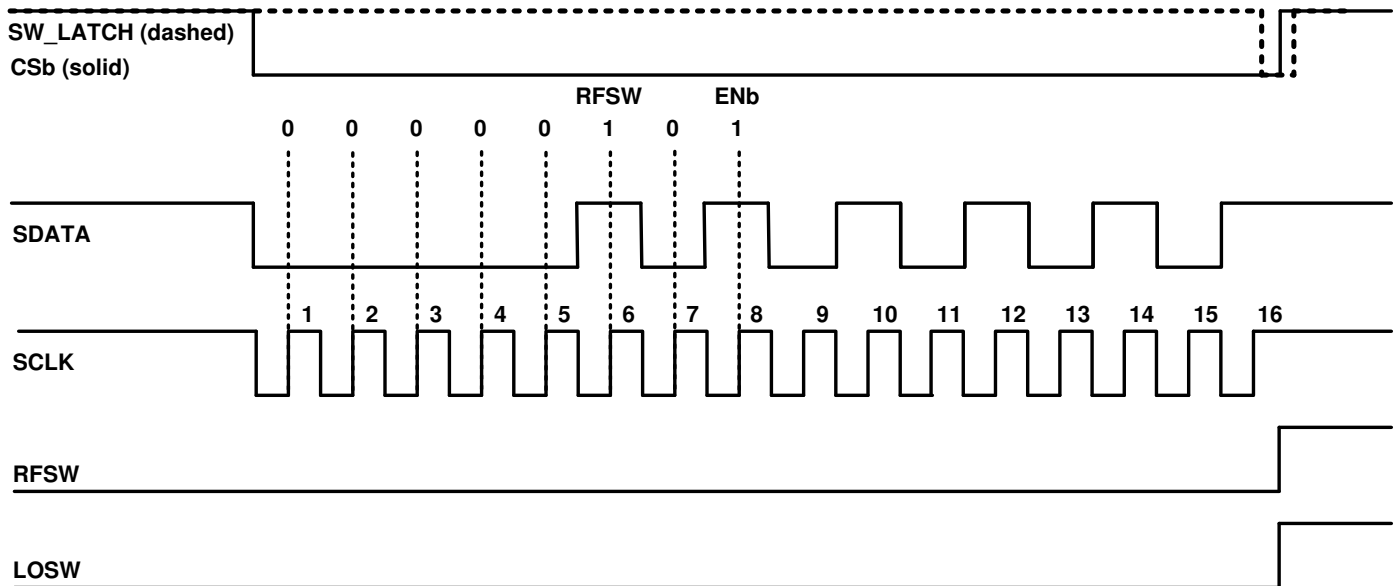 SW_LATCH (dashed)
CSb (solid)
RFSW ENb
0 0 0 0 0 1 0 1
SDATA
1 2 3 4 5 6 7 8 9 10 11 12 13 14 15 16
SCLK
RFSW
LOSW